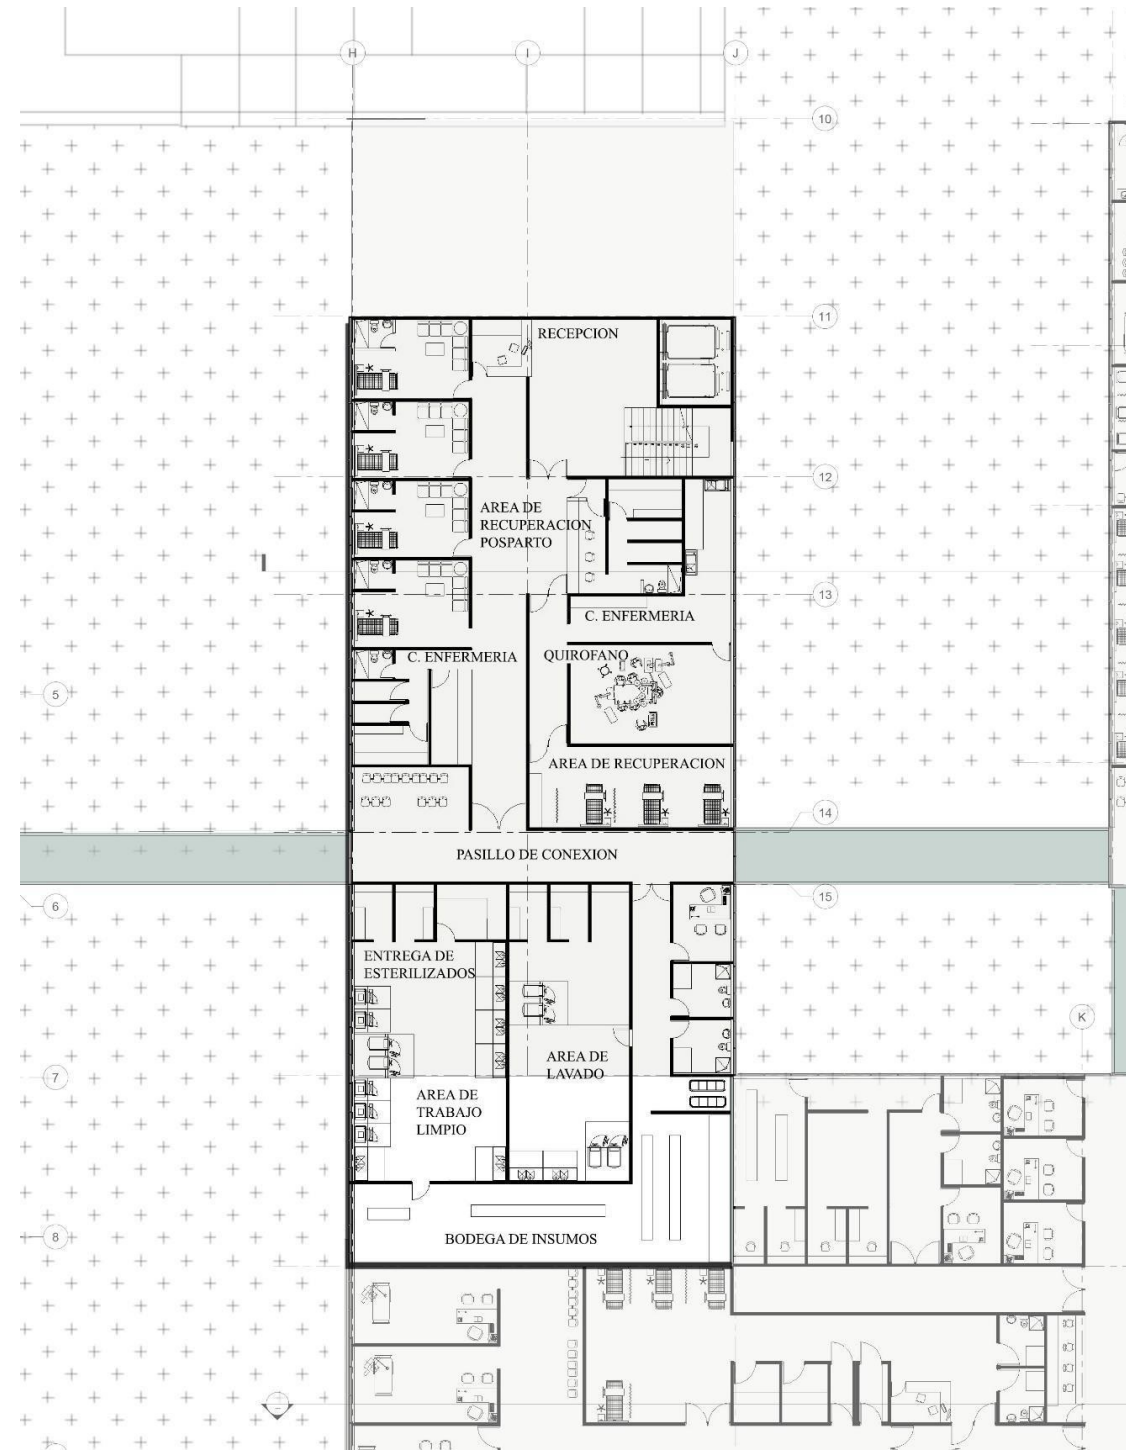 H
I
J
10
11
RECEPCION
12
AREA DE
RECUPERACION
POSPARTO
13
C. ENFERMERIA
C. ENFERMERIA
QUIROFANO
5
AREA DE RECUPERACION
14
PASILLO DE CONEXION
15
6
ENTREGA DE
ESTERILIZADOS
K
AREA DE
LAVADO
7
AREA DE
TRABAJO
LIMPIO
8
BODEGA DE INSUMOS